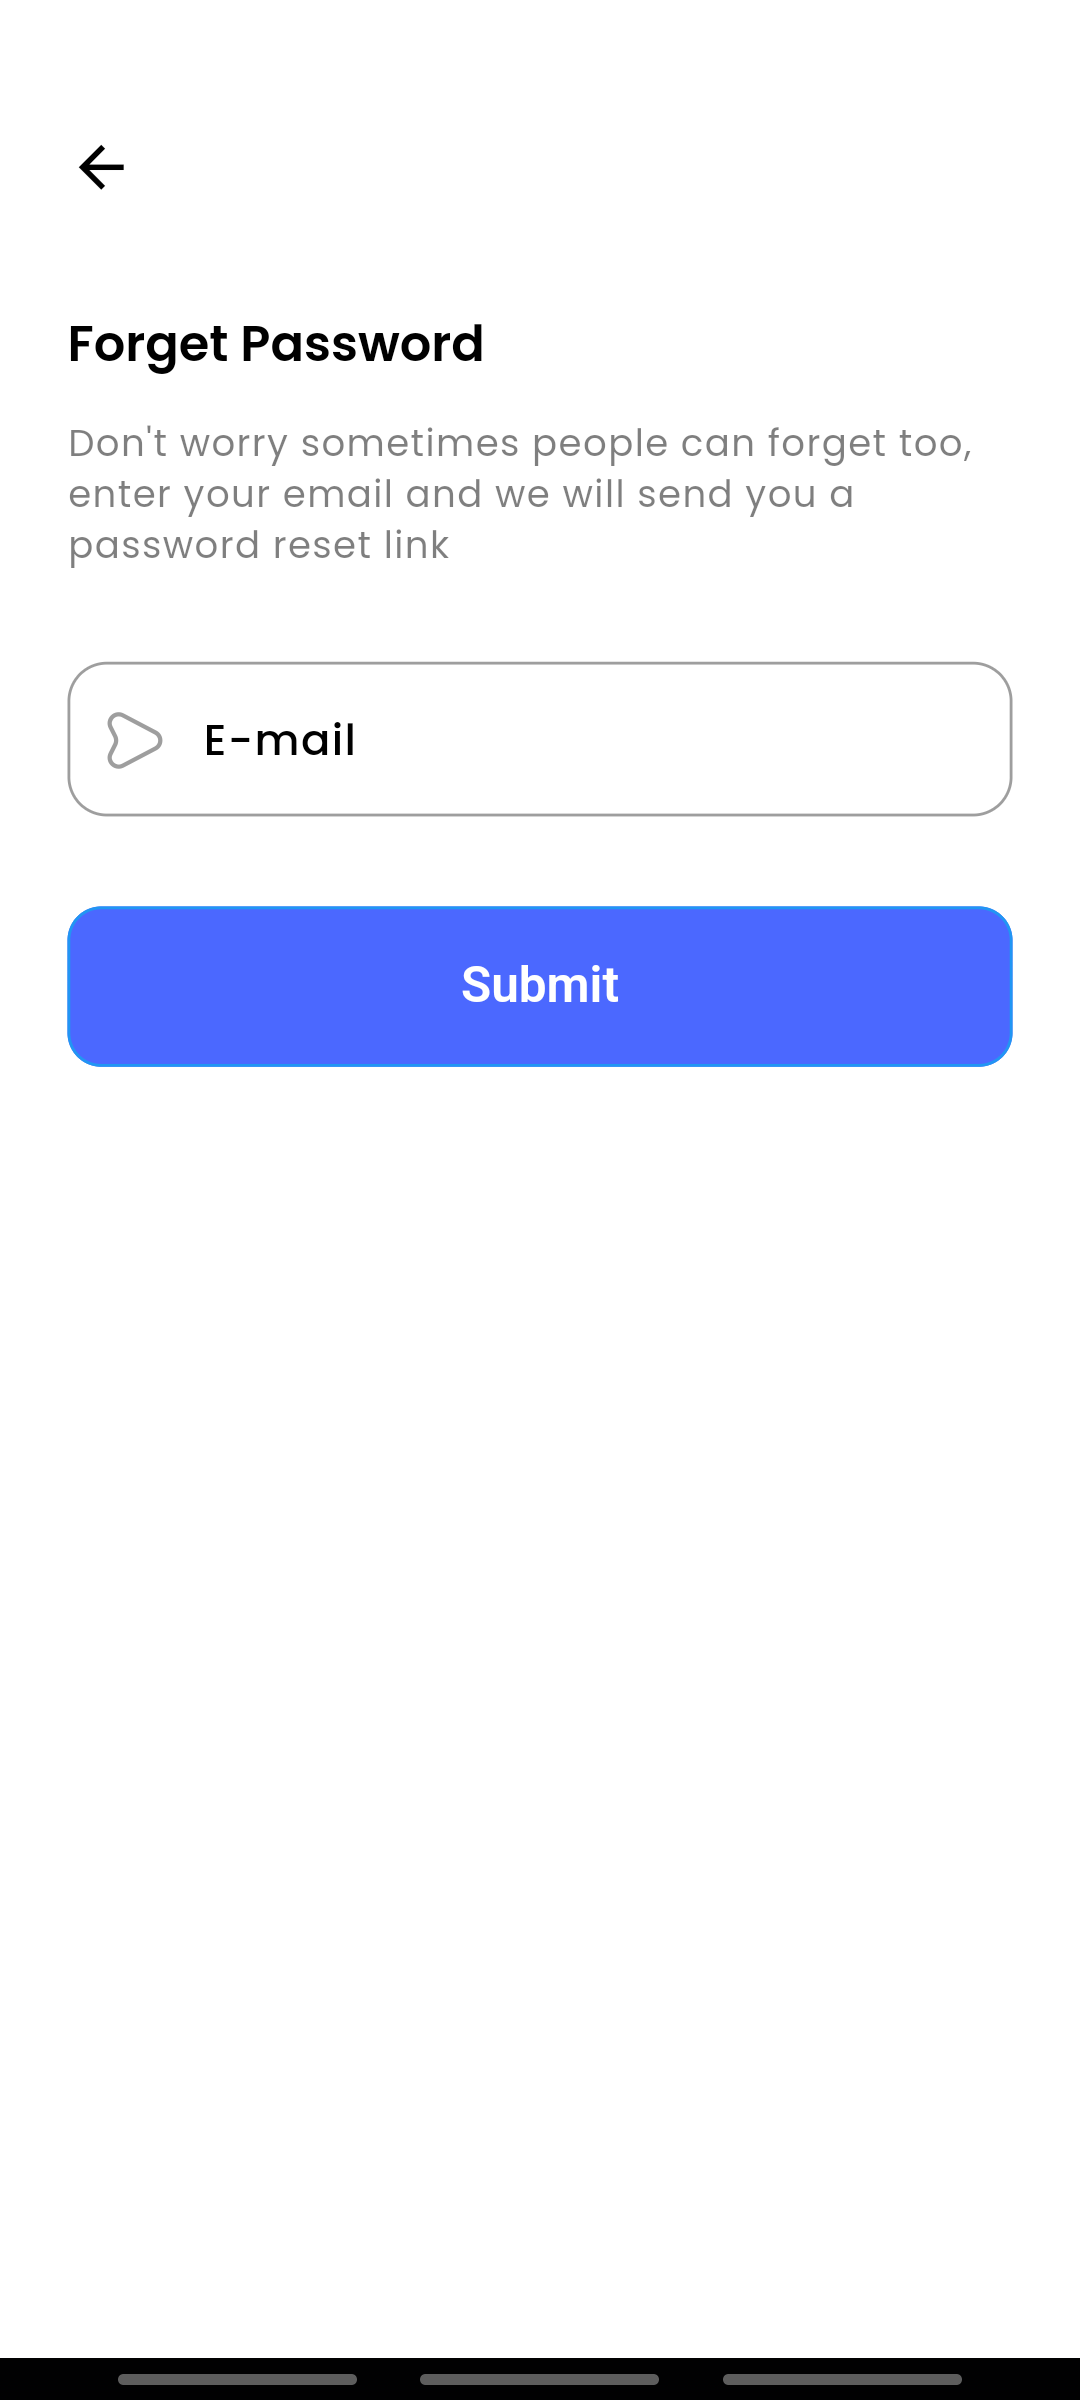 Forget Password
Don't worry sometimes people can forget too,
enter your email and we will send you a
password reset link
E-mail
Submit